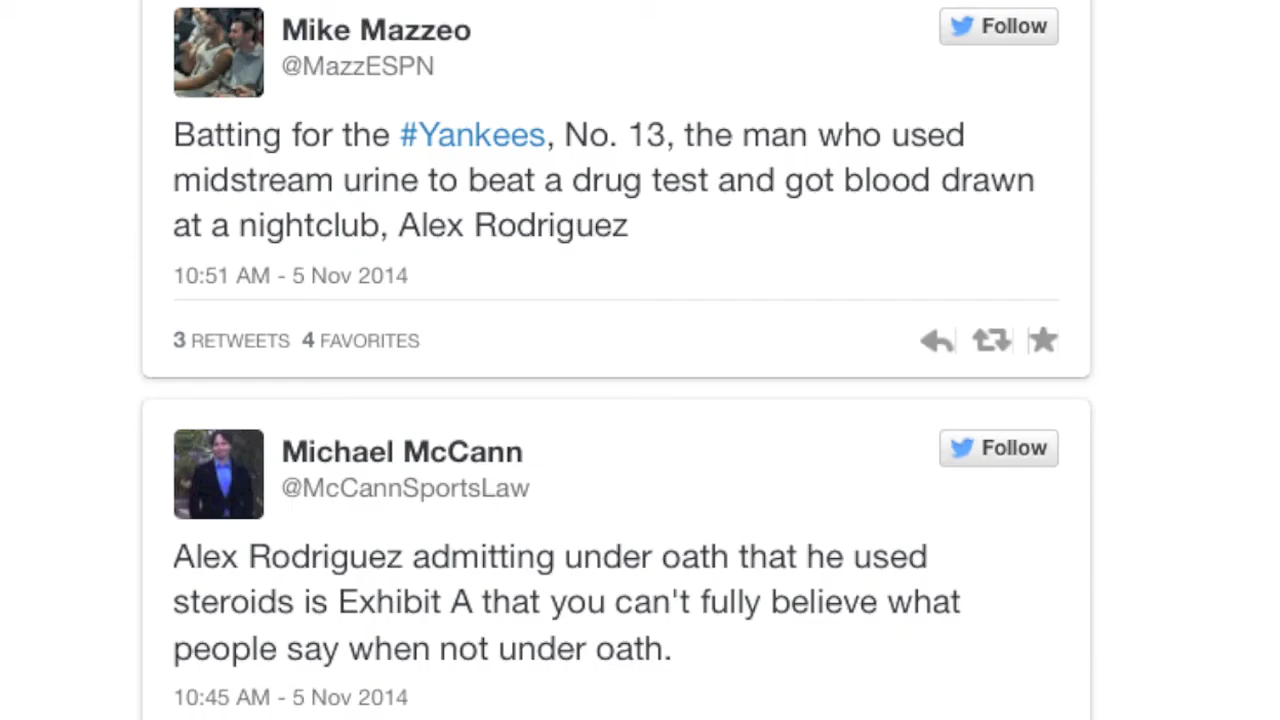 Mike Mazzeo
Follow
@MazzESPN
Batting for the #Yankees, No. 13, the man who used
midstream urine to beat a drug test and got blood drawn
at a nightclub, Alex Rodriguez
10:51 AM - 5 Nov 2014
3 RETWEETS 4 FAVORITES
Michael McCann
Follow
@McCannSportsLaw
Alex Rodriguez admitting under oath that he used
steroids is Exhibit A that you can't fully believe what
people say when not under oath.
10:45 AM - 5 Nov 2014